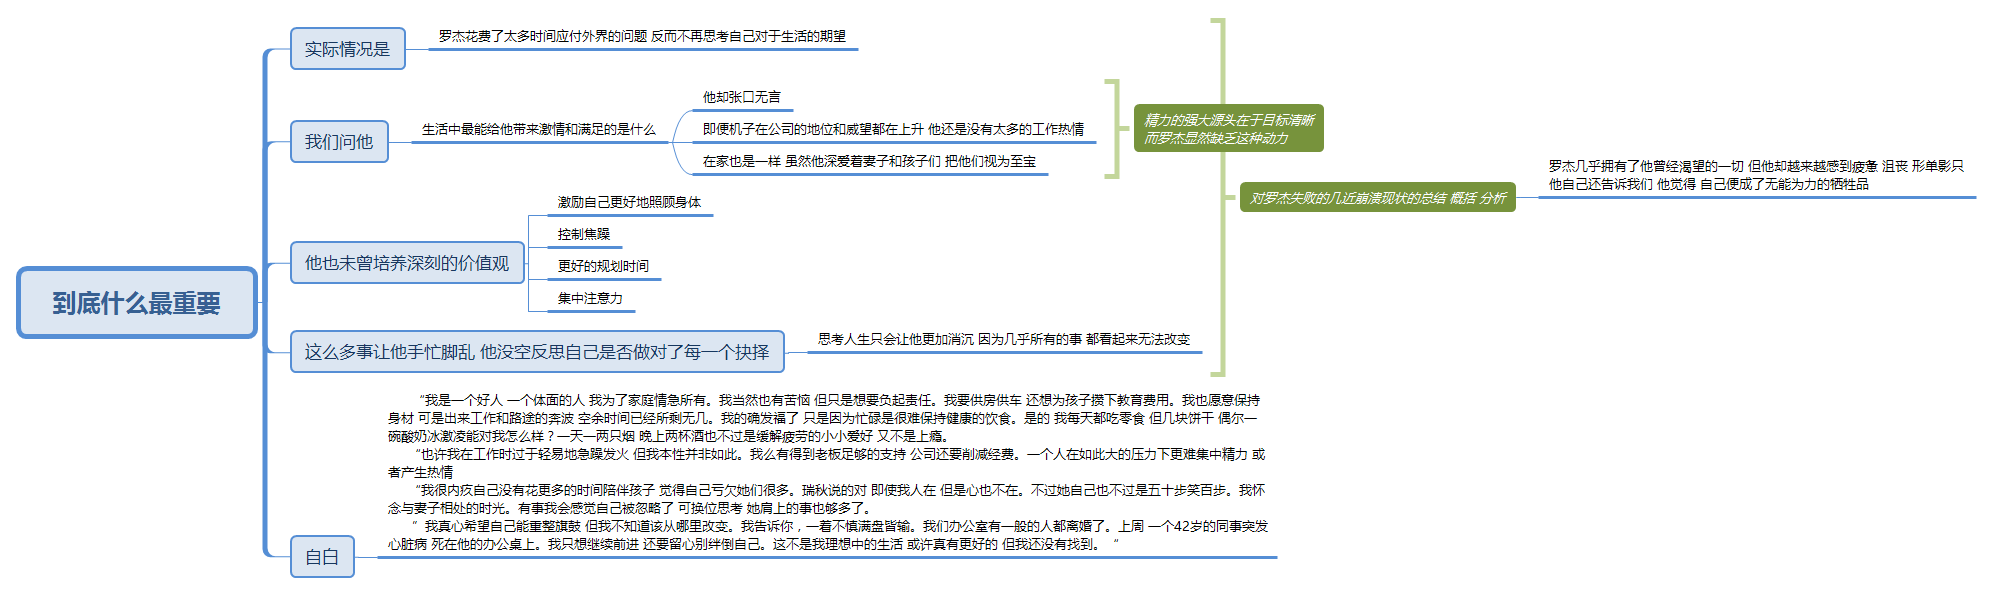 到底什么最重要
实际情况是
罗杰花费了太多时间应付外界的问题 反而不再思考自己对于生活的期望
我们问他
生活中最能给他带来激情和满足的是什么
他却张口无言
即便机子在公司的地位和威望都在上升 他还是没有太多的工作热情
在家也是一样 虽然他深爱着妻子和孩子们 把他们视为至宝
精力的强大源头在于目标清晰
而罗杰显然缺乏这种动力
他也未曾培养深刻的价值观
激励自己更好地照顾身体
控制焦躁
更好的规划时间
集中注意力
这么多事让他手忙脚乱 他没空反思自己是否做对了每一个抉择
思考人生只会让他更加消沉 因为几乎所有的事 都看起来无法改变
对罗杰失败的几近崩溃现状的总结 概括 分析
罗杰几乎拥有了他曾经渴望的一切 但他却越来越感到疲惫 沮丧 形单影只
他自己还告诉我们 他觉得 自己便成了无能为力的牺牲品
自白
“我是一个好人 一个体面的人 我为了家庭情急所有。我当然也有苦恼 但只是想要负起责任。我要供房供车 还想为孩子攒下教育费用。我也愿意保持
身材 可是出来工作和路途的奔波 空余时间已经所剩无几。我的确发福了 只是因为忙碌是很难保持健康的饮食。是的 我每天都吃零食 但几块饼干 偶尔一
碗酸奶冰激凌能对我怎么样？一天一两只烟 晚上两杯酒也不过是缓解疲劳的小小爱好 又不是上瘾。
“也许我在工作时过于轻易地急躁发火 但我本性并非如此。我么有得到老板足够的支持 公司还要削减经费。一个人在如此大的压力下更难集中精力 或
者产生热情
“我很内疚自己没有花更多的时间陪伴孩子 觉得自己亏欠她们很多。瑞秋说的对 即使我人在 但是心也不在。不过她自己也不过是五十步笑百步。我怀
念与妻子相处的时光。有事我会感觉自己被忽略了 可换位思考 她肩上的事也够多了。
” 我真心希望自己能重整旗鼓 但我不知道该从哪里改变。我告诉你，一着不慎满盘皆输。我们办公室有一般的人都离婚了。上周 一个42岁的同事突发
心脏病 死在他的办公桌上。我只想继续前进 还要留心别绊倒自己。这不是我理想中的生活 或许真有更好的 但我还没有找到。 “